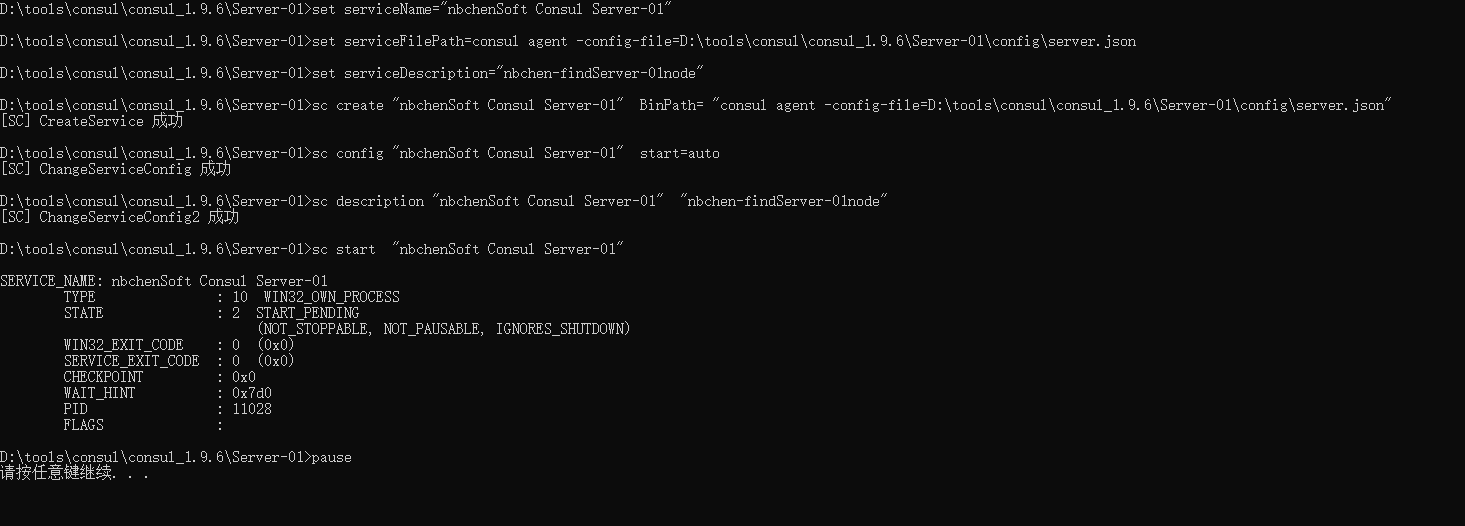 D:\tools\consul\consul_1.9.6\Server-01>set serviceName="nbchenSoft Consul Server-01"
D:\tools\consul\consul_1.9.6\Server-01>set serviceFilePath=consul agent -config-file=D:\tools\consul\consul_1.9.6\Server-01\config\server.json
D:\tools\consul\consul_1.9.6\Server-01>set serviceDescription="nbchen-findServer-01node"
D:\tools\consul\consul_1.9.6\Server-01>sc create "nbchenSoft Consul Server-01"  BinPath= "consul agent -config-file=D:\tools\consul\consul_1.9.6\Server-01\config\server.json"
[SC] CreateService 成功
D:\tools\consul\consul_1.9.6\Server-01>sc config "nbchenSoft Consul Server-01"  start=auto
[SC] ChangeServiceConfig 成功
D:\tools\consul\consul_1.9.6\Server-01>sc description "nbchenSoft Consul Server-01"  "nbchen-findServer-01node"
[SC] ChangeServiceConfig2 成功
D:\tools\consul\consul_1.9.6\Server-01>sc start  "nbchenSoft Consul Server-01"
SERVICE_NAME: nbchenSoft Consul Server-01
TYPE : 10  WIN32_OWN_PROCESS
STATE : 2  START_PENDING
(NOT_STOPPABLE, NOT_PAUSABLE, IGNORES_SHUTDOWN)
WIN32_EXIT_CODE : 0  (0x0)
SERVICE_EXIT_CODE : 0  (0x0)
CHECKPOINT : 0x0
WAIT_HINT : 0x7d0
PID : 11028
FLAGS :
D:\tools\consul\consul_1.9.6\Server-01>pause
请按任意键继续. . .